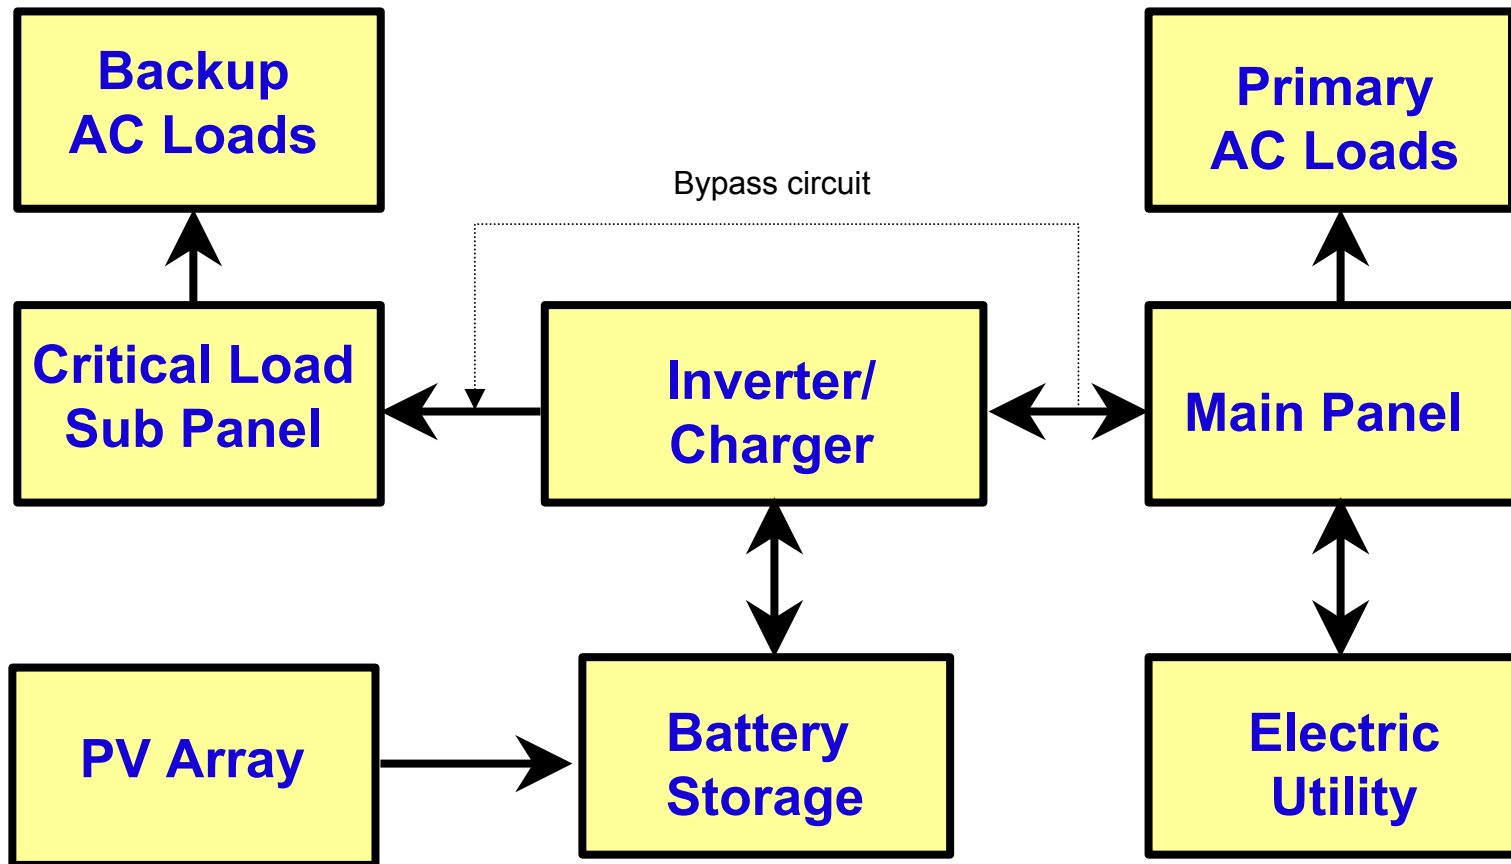 Backup
AC Loads
Primary
AC Loads
Bypass circuit
Critical Load
Sub Panel
Inverter/
Charger
Main Panel
PV Array
Battery
Storage
Electric
Utility